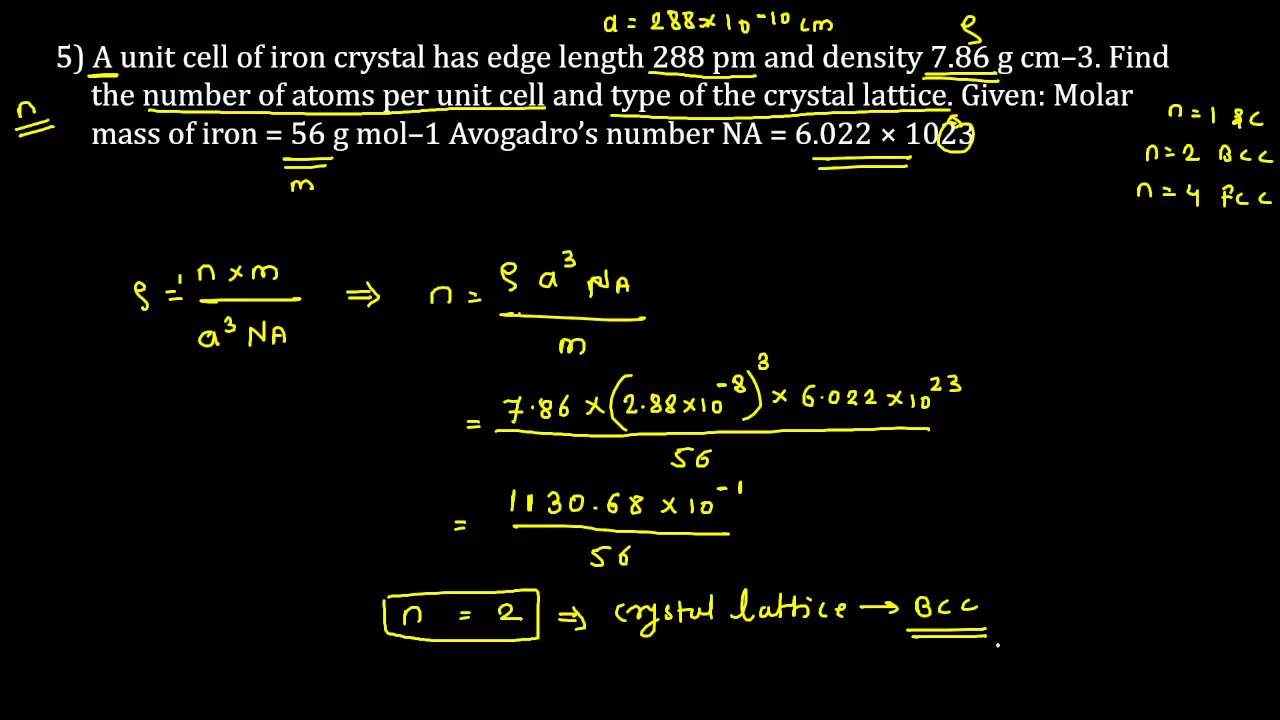 a = 288×10⁻¹⁰ cm
ρ
5) A unit cell of iron crystal has edge length 288 pm and density 7.86 g cm–3. Find
the number of atoms per unit cell and type of the crystal lattice. Given: Molar
mass of iron = 56 g mol–1 Avogadro's number NA = 6.022 × 1023
n
m
n = 1 SC
n = 2 BCC
n = 4 FCC
ρ = n × m / a³ NA ⇒ n = ρ a³ NA / m
= 7.86 × (2.88×10⁻⁸)³ × 6.022 × 10²³ / 56
= 1130.68 × 10⁻¹ / 56
n = 2 ⇒ Crystal lattice → BCC